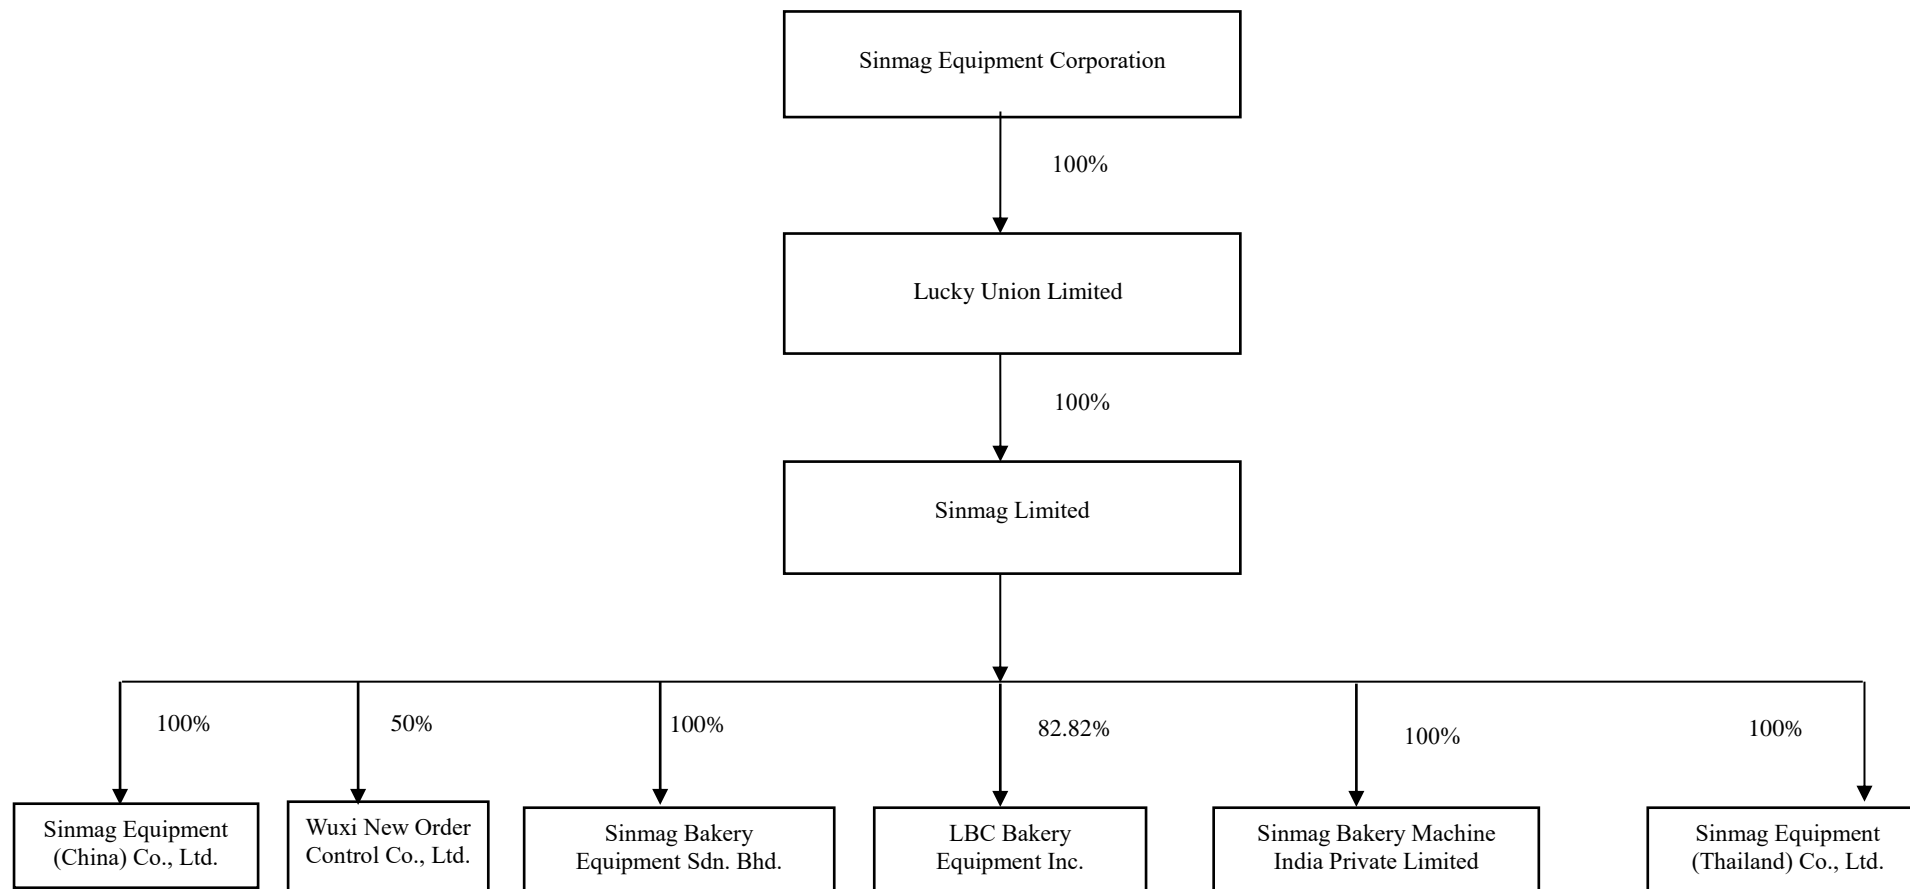 Sinmag Equipment Corporation
100%
Lucky Union Limited
100%
Sinmag Limited
100%
50%
100%
82.82%
100%
100%
Sinmag Equipment
(China) Co., Ltd.
Wuxi New Order
Control Co., Ltd.
Sinmag Bakery
Equipment Sdn. Bhd.
LBC Bakery
Equipment Inc.
Sinmag Bakery Machine
India Private Limited
Sinmag Equipment
(Thailand) Co., Ltd.